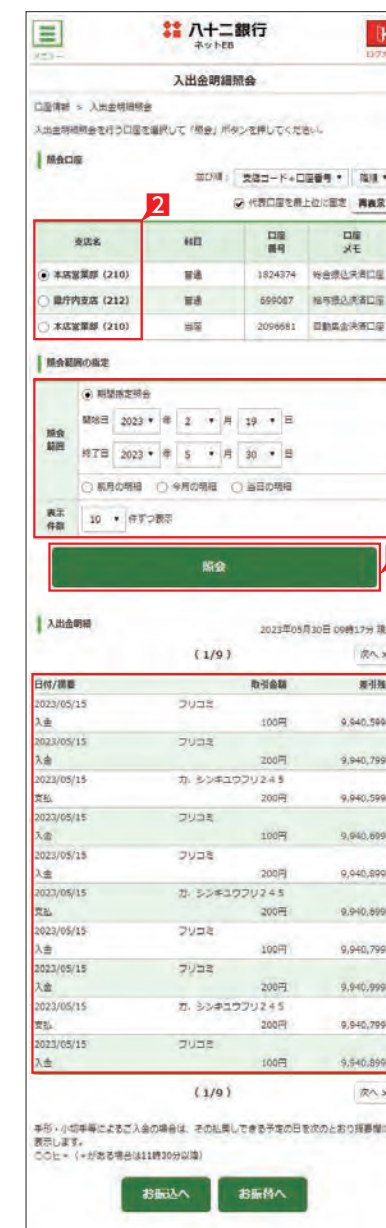 メニュー
八十二銀行
ネットEB
入出金明細照会
口座情報 > 入出金明細照会
入出金明細照会を行う口座を選択して「照会」ボタンを押してください。
照会口座
並び順： 支店コード+口座番号 降順
代表口座を最上位に固定 再表示
2
支店名 科目 口座番号 口座メモ
本店営業部 (210) 普通 1824374 総合振込決済口座
県庁内支店 (212) 普通 699087 給与振込決済口座
本店営業部 (210) 当座 2096681 自動集金決済口座
照会範囲の指定
照会範囲
期間指定照会
開始日 2023 年 2 月 19 日
終了日 2023 年 5 月 30 日
前月の明細 今月の明細 当日の明細
表示件数 10 件ずつ表示
照会
入出金明細
2023年05月30日 09時17分 現
(1/9) 次へ
日付/摘要 取引金額 差引残
2023/05/15 フリコミ
入金 100円 9,940,599
2023/05/15 フリコミ
入金 200円 9,940,799
2023/05/15 カ. シンキユウフリ245
支払 200円 9,940,599
2023/05/15 フリコミ
入金 100円 9,940,699
2023/05/15 フリコミ
入金 200円 9,940,899
2023/05/15 カ. シンキユウフリ245
支払 200円 9,940,699
2023/05/15 フリコミ
入金 100円 9,940,799
2023/05/15 フリコミ
入金 200円 9,940,999
2023/05/15 カ. シンキユウフリ245
支払 200円 9,940,799
2023/05/15 フリコミ
入金 100円 9,940,899
(1/9) 次へ
手形・小切手等によるご入金の場合は、その払戻しできる予定の日を次のとおり摘要欄に
表示します。
○○ヒ* (*がある場合は11時30分以降)
お振込へ お振替へ